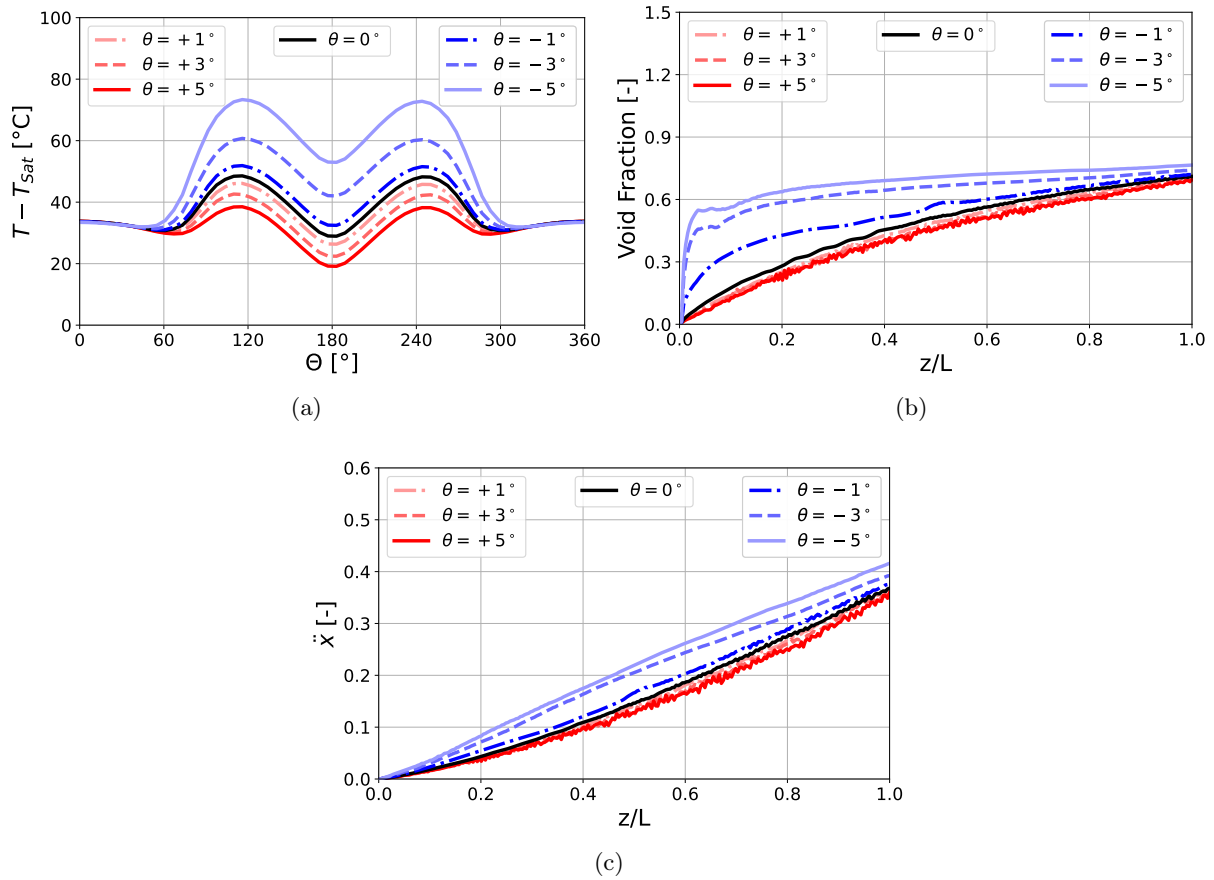 100
80
60
40
20
0
T − T_Sat [°C]
θ = +1°
θ = +3°
θ = +5°
θ = 0°
θ = −1°
θ = −3°
θ = −5°
0 60 120 180 240 300 360
Θ [°]
(a)
1.5
1.2
0.9
0.6
0.3
0.0
Void Fraction [-]
θ = +1°
θ = +3°
θ = +5°
θ = 0°
θ = −1°
θ = −3°
θ = −5°
0.0 0.2 0.4 0.6 0.8 1.0
z/L
(b)
0.6
0.5
0.4
0.3
0.2
0.1
0.0
ẍ [-]
θ = +1°
θ = +3°
θ = +5°
θ = 0°
θ = −1°
θ = −3°
θ = −5°
0.0 0.2 0.4 0.6 0.8 1.0
z/L
(c)